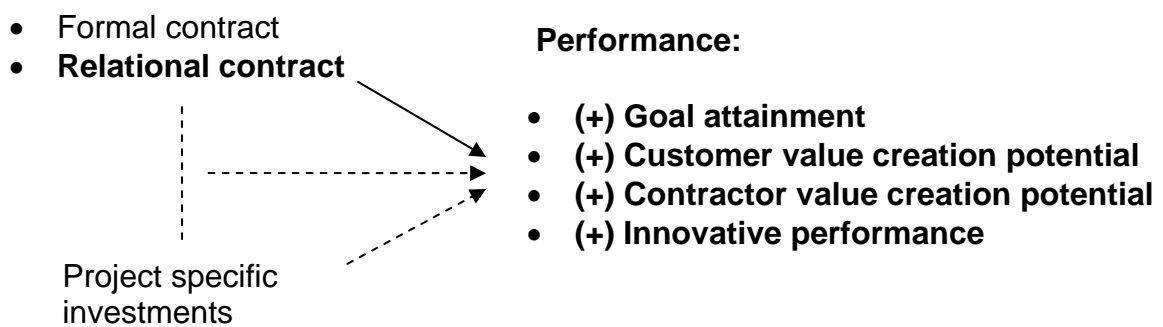 • Formal contract
• Relational contract
Performance:
• (+) Goal attainment
• (+) Customer value creation potential
• (+) Contractor value creation potential
• (+) Innovative performance
Project specific
investments